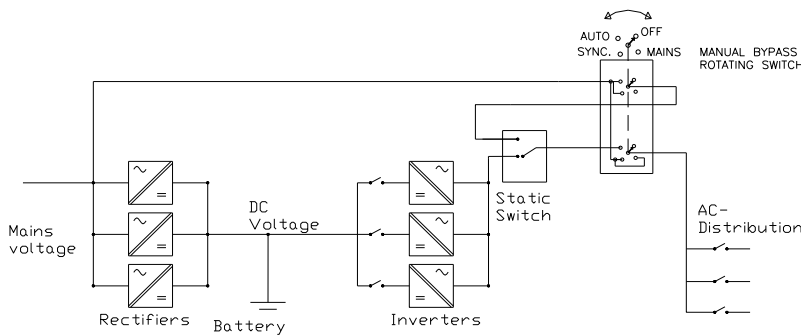 AUTO
OFF
SYNC.
MAINS
MANUAL BYPASS
ROTATING SWITCH
Static
Switch
DC
Voltage
AC-
Distribution
Mains
voltage
Rectifiers
Battery
Inverters